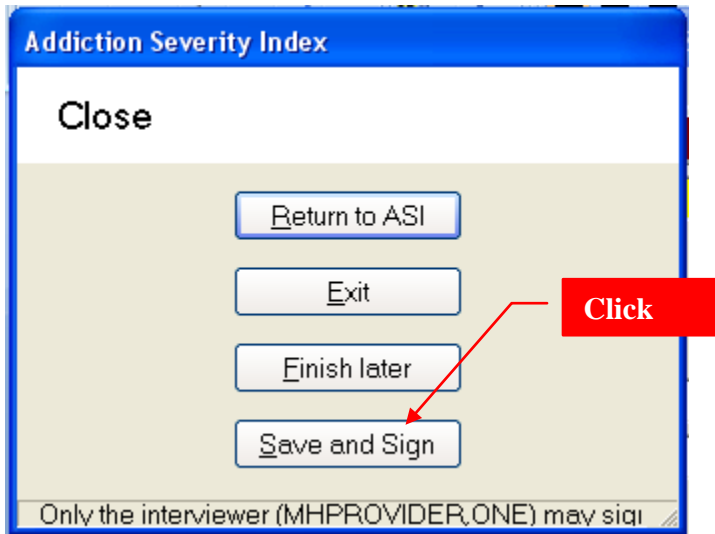 Addiction Severity Index
Close
Return to ASI
Exit
Click
Finish later
Save and Sign
Only the interviewer (MHPROVIDER,ONE) may